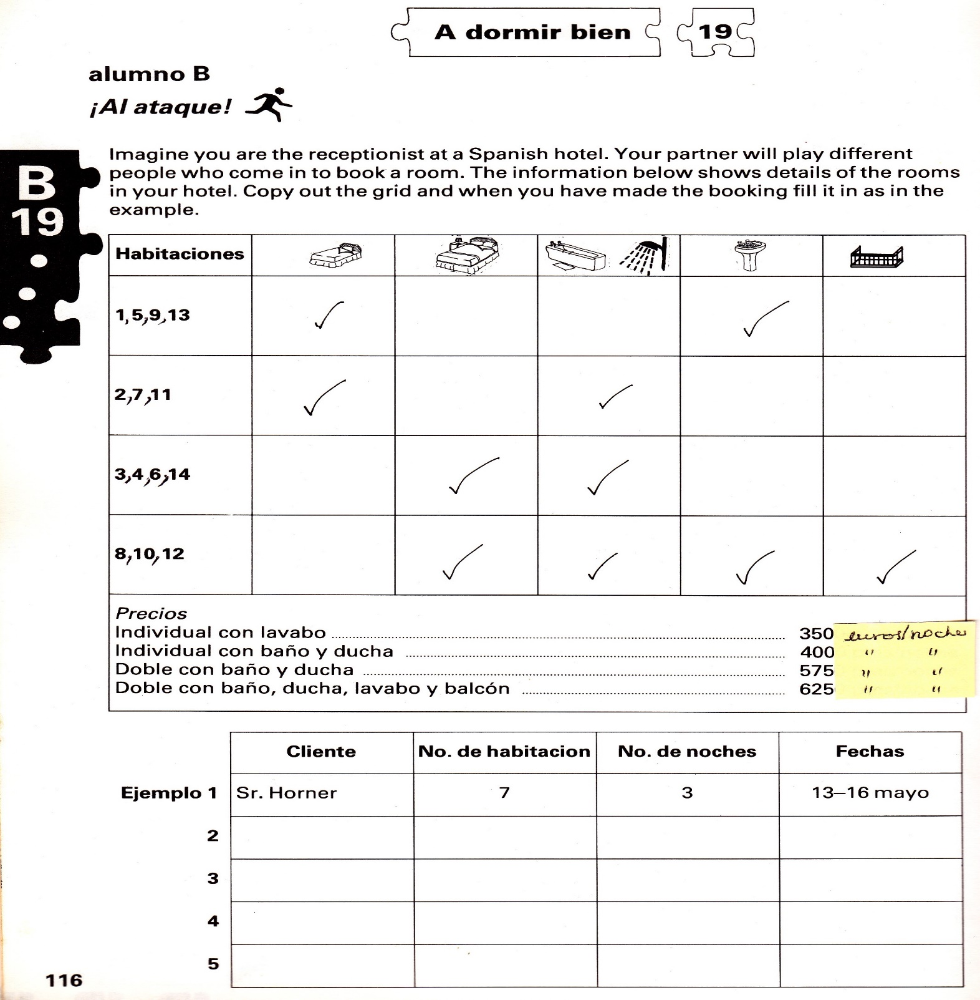 A dormir bien 19
alumno B
¡Al ataque!
B
19
Imagine you are the receptionist at a Spanish hotel. Your partner will play different
people who come in to book a room. The information below shows details of the rooms
in your hotel. Copy out the grid and when you have made the booking fill it in as in the
example.
Habitaciones
1,5,9,13
2,7,11
3,4,6,14
8,10,12
Precios
Individual con lavabo 350 euros/noche
Individual con baño y ducha 400 " "
Doble con baño y ducha 575 " "
Doble con baño, ducha, lavabo y balcón 625 " "
Cliente No. de habitacion No. de noches Fechas
Ejemplo 1 Sr. Horner 7 3 13–16 mayo
2
3
4
5
116